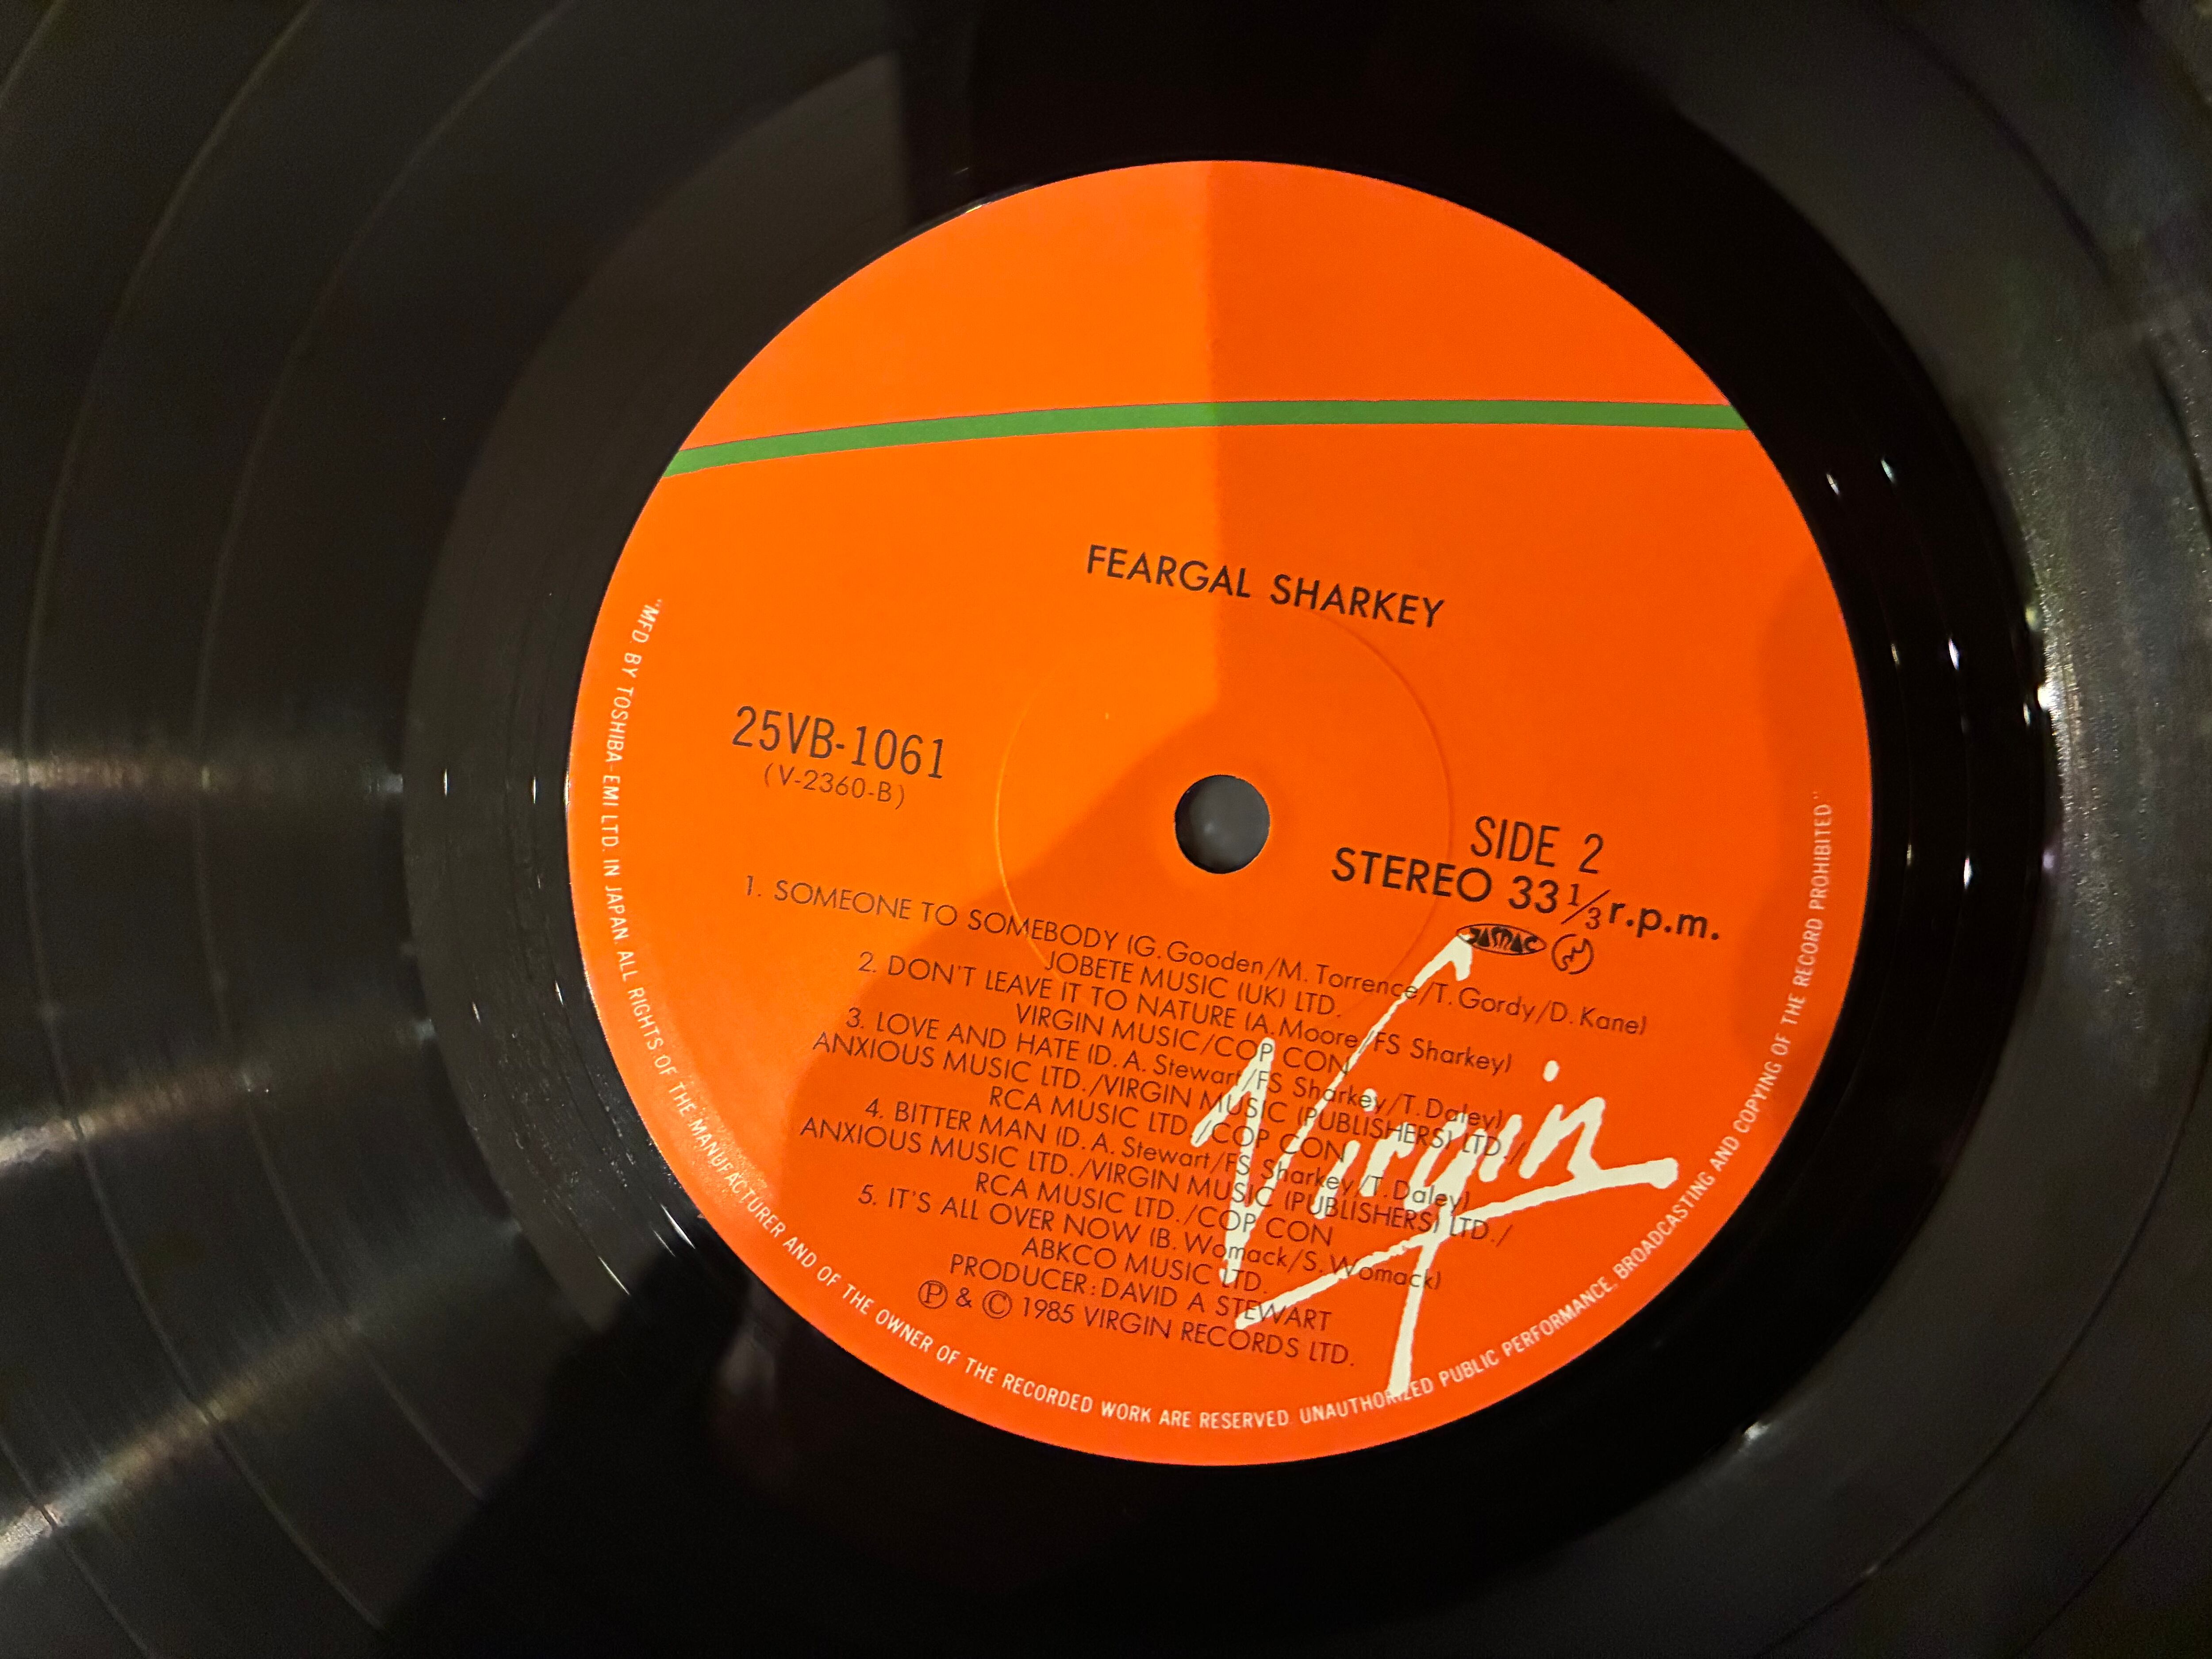 FEARGAL SHARKEY
25VB-1061
(V-2360-B)
SIDE 2
STEREO 33 1/3 r.p.m.
JASRAC
1. SOMEONE TO SOMEBODY (G. Gooden/M. Torrence/T. Gordy/D. Kane)
JOBETE MUSIC (UK) LTD.
2. DON'T LEAVE IT TO NATURE (A. Moore/FS Sharkey)
VIRGIN MUSIC/COP CON
3. LOVE AND HATE (D. A. Stewart/FS Sharkey/T. Daley)
ANXIOUS MUSIC LTD./VIRGIN MUSIC (PUBLISHERS) LTD./
RCA MUSIC LTD./COP CON
4. BITTER MAN (D. A. Stewart/FS Sharkey/T. Daley)
ANXIOUS MUSIC LTD./VIRGIN MUSIC (PUBLISHERS) LTD./
RCA MUSIC LTD./COP CON
5. IT'S ALL OVER NOW (B. Womack/S. Womack)
ABKCO MUSIC LTD.
PRODUCER: DAVID A STEWART
Ⓟ & Ⓒ 1985 VIRGIN RECORDS LTD.
Virgin
"MFD. BY TOSHIBA-EMI LTD. IN JAPAN. ALL RIGHTS OF THE MANUFACTURER AND OF THE OWNER OF THE RECORDED WORK ARE RESERVED. UNAUTHORIZED PUBLIC PERFORMANCE, BROADCASTING AND COPYING OF THE RECORD PROHIBITED"